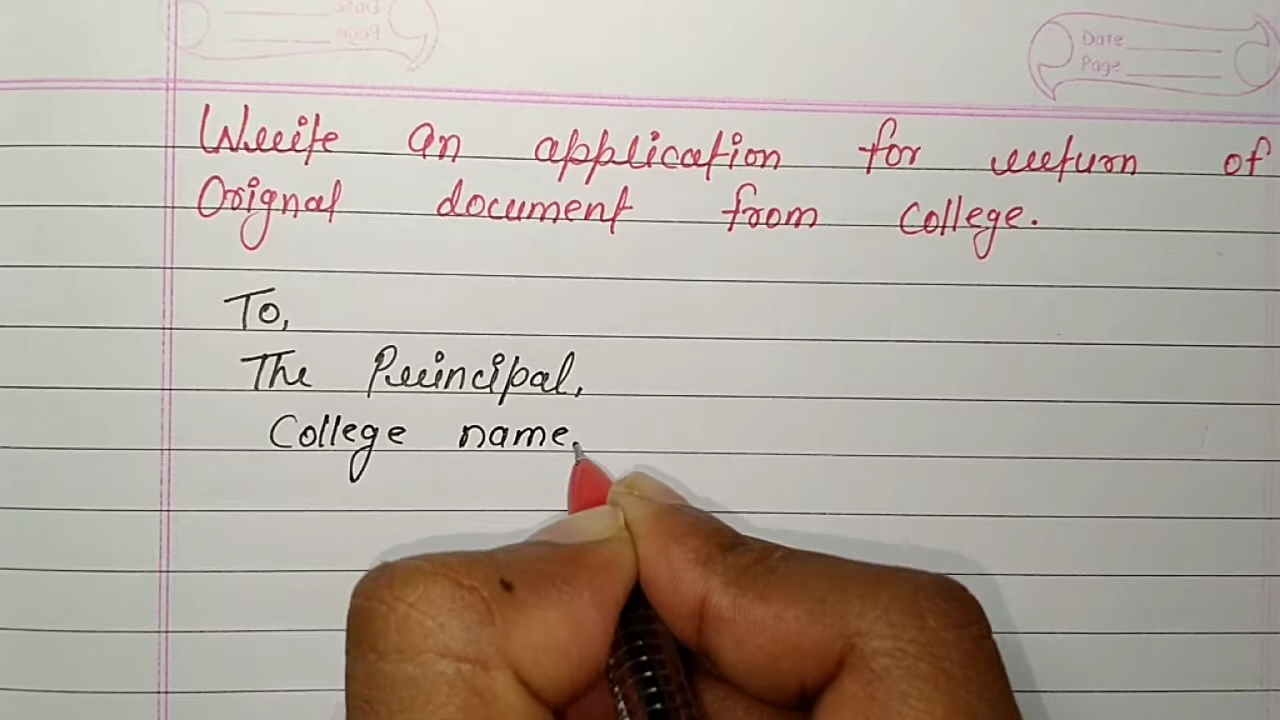 Date
Page
Write an application for return of
Orignal document from College.
To,
The Principal,
College name.